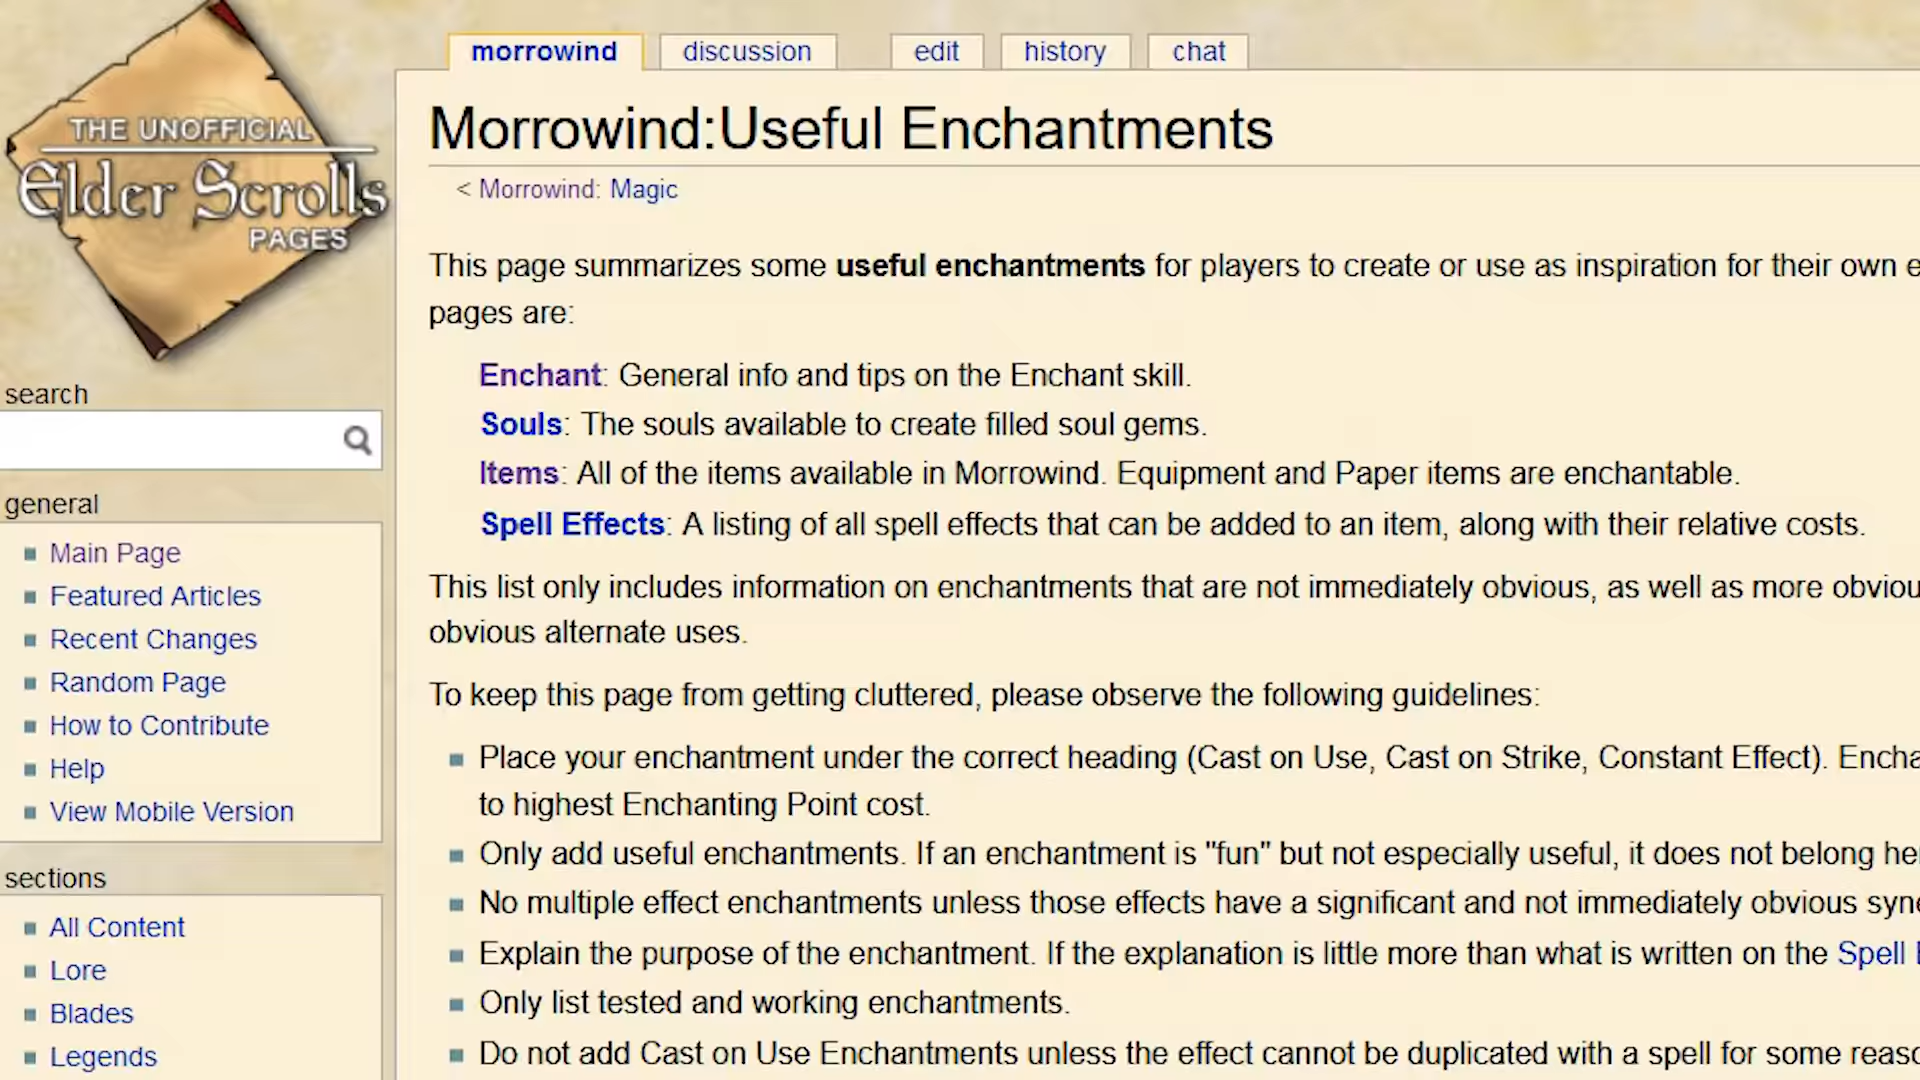 THE UNOFFICIAL
Elder Scrolls
PAGES
search
general
Main Page
Featured Articles
Recent Changes
Random Page
How to Contribute
Help
View Mobile Version
sections
All Content
Lore
Blades
Legends
morrowind discussion edit history chat
Morrowind:Useful Enchantments
< Morrowind: Magic
This page summarizes some useful enchantments for players to create or use as inspiration for their own
pages are:
Enchant: General info and tips on the Enchant skill.
Souls: The souls available to create filled soul gems.
Items: All of the items available in Morrowind. Equipment and Paper items are enchantable.
Spell Effects: A listing of all spell effects that can be added to an item, along with their relative costs.
This list only includes information on enchantments that are not immediately obvious, as well as more
obvious alternate uses.
To keep this page from getting cluttered, please observe the following guidelines:
Place your enchantment under the correct heading (Cast on Use, Cast on Strike, Constant Effect).
to highest Enchanting Point cost.
Only add useful enchantments. If an enchantment is "fun" but not especially useful, it does not belong
No multiple effect enchantments unless those effects have a significant and not immediately obvious
Explain the purpose of the enchantment. If the explanation is little more than what is written on the Spell
Only list tested and working enchantments.
Do not add Cast on Use Enchantments unless the effect cannot be duplicated with a spell for some